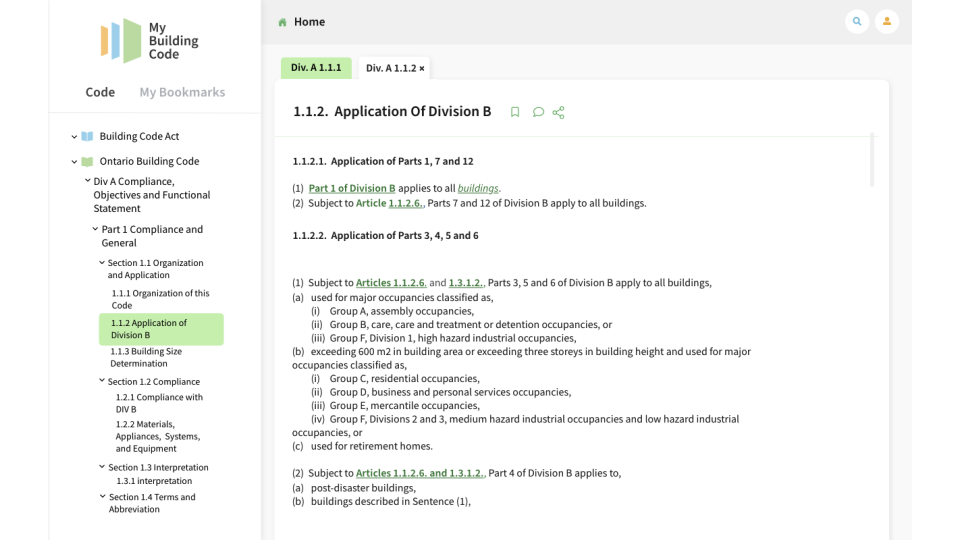 My
Building
Code
Code
My Bookmarks
Building Code Act
Ontario Building Code
Div A Compliance,
Objectives and Functional
Statement
Part 1 Compliance and
General
Section 1.1 Organization
and Application
1.1.1 Organization of this
Code
1.1.2 Application of
Division B
1.1.3 Building Size
Determination
Section 1.2 Compliance
1.2.1 Compliance with
DIV B
1.2.2 Materials,
Appliances, Systems,
and Equipment
Section 1.3 Interpretation
1.3.1 interpretation
Section 1.4 Terms and
Abbreviation
Home
Div. A 1.1.1
Div. A 1.1.2 ×
1.1.2. Application Of Division B
1.1.2.1. Application of Parts 1, 7 and 12
(1) Part 1 of Division B applies to all buildings.
(2) Subject to Article 1.1.2.6., Parts 7 and 12 of Division B apply to all buildings.
1.1.2.2. Application of Parts 3, 4, 5 and 6
(1) Subject to Articles 1.1.2.6. and 1.3.1.2., Parts 3, 5 and 6 of Division B apply to all buildings,
(a) used for major occupancies classified as,
(i) Group A, assembly occupancies,
(ii) Group B, care, care and treatment or detention occupancies, or
(iii) Group F, Division 1, high hazard industrial occupancies,
(b) exceeding 600 m2 in building area or exceeding three storeys in building height and used for major
occupancies classified as,
(i) Group C, residential occupancies,
(ii) Group D, business and personal services occupancies,
(iii) Group E, mercantile occupancies,
(iv) Group F, Divisions 2 and 3, medium hazard industrial occupancies and low hazard industrial
occupancies, or
(c) used for retirement homes.
(2) Subject to Articles 1.1.2.6. and 1.3.1.2., Part 4 of Division B applies to,
(a) post-disaster buildings,
(b) buildings described in Sentence (1),